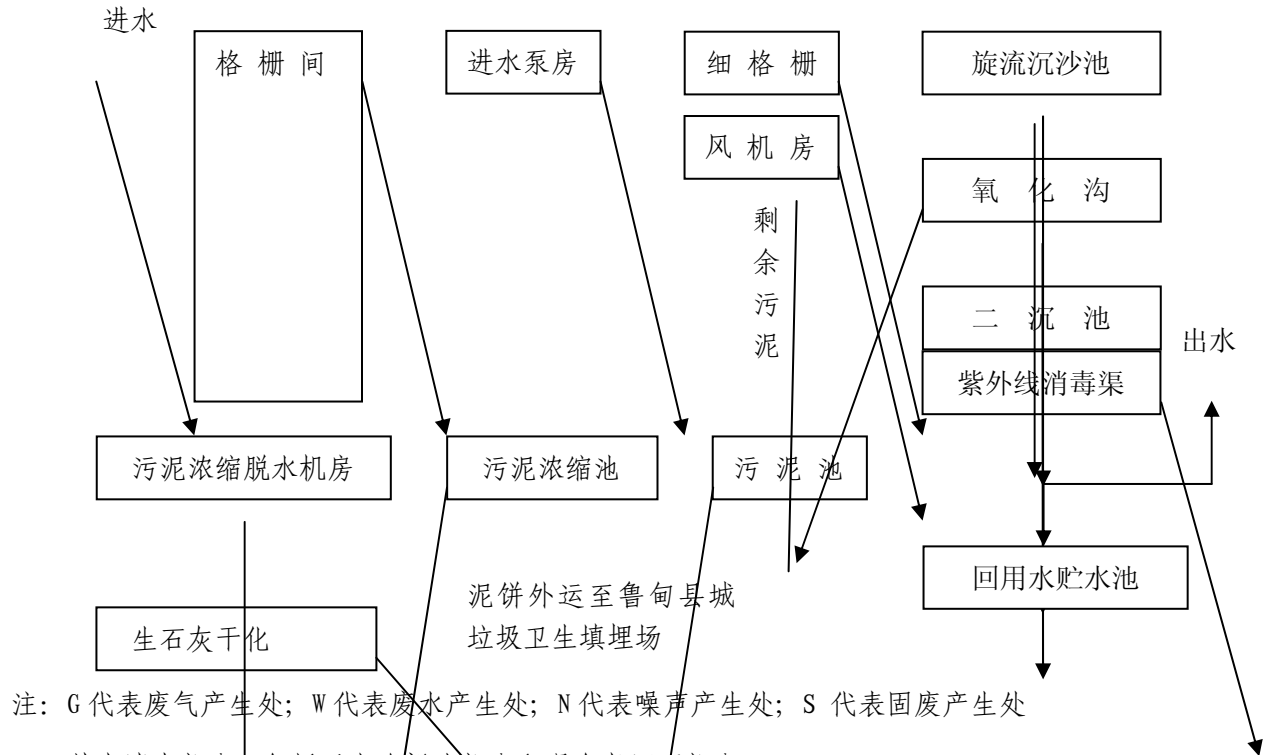 进水
格 栅 间
进水泵房
细 格 栅
旋流沉沙池
风 机 房
氧 化 沟
剩余污泥
二 沉 池
出水
紫外线消毒渠
污泥浓缩脱水机房
污泥浓缩池
污 泥 池
回用水贮水池
泥饼外运至鲁甸县城
垃圾卫生填埋场
生石灰干化
注: G 代表废气产生处; W 代表废水产生处; N 代表噪声产生处; S 代表固废产生处